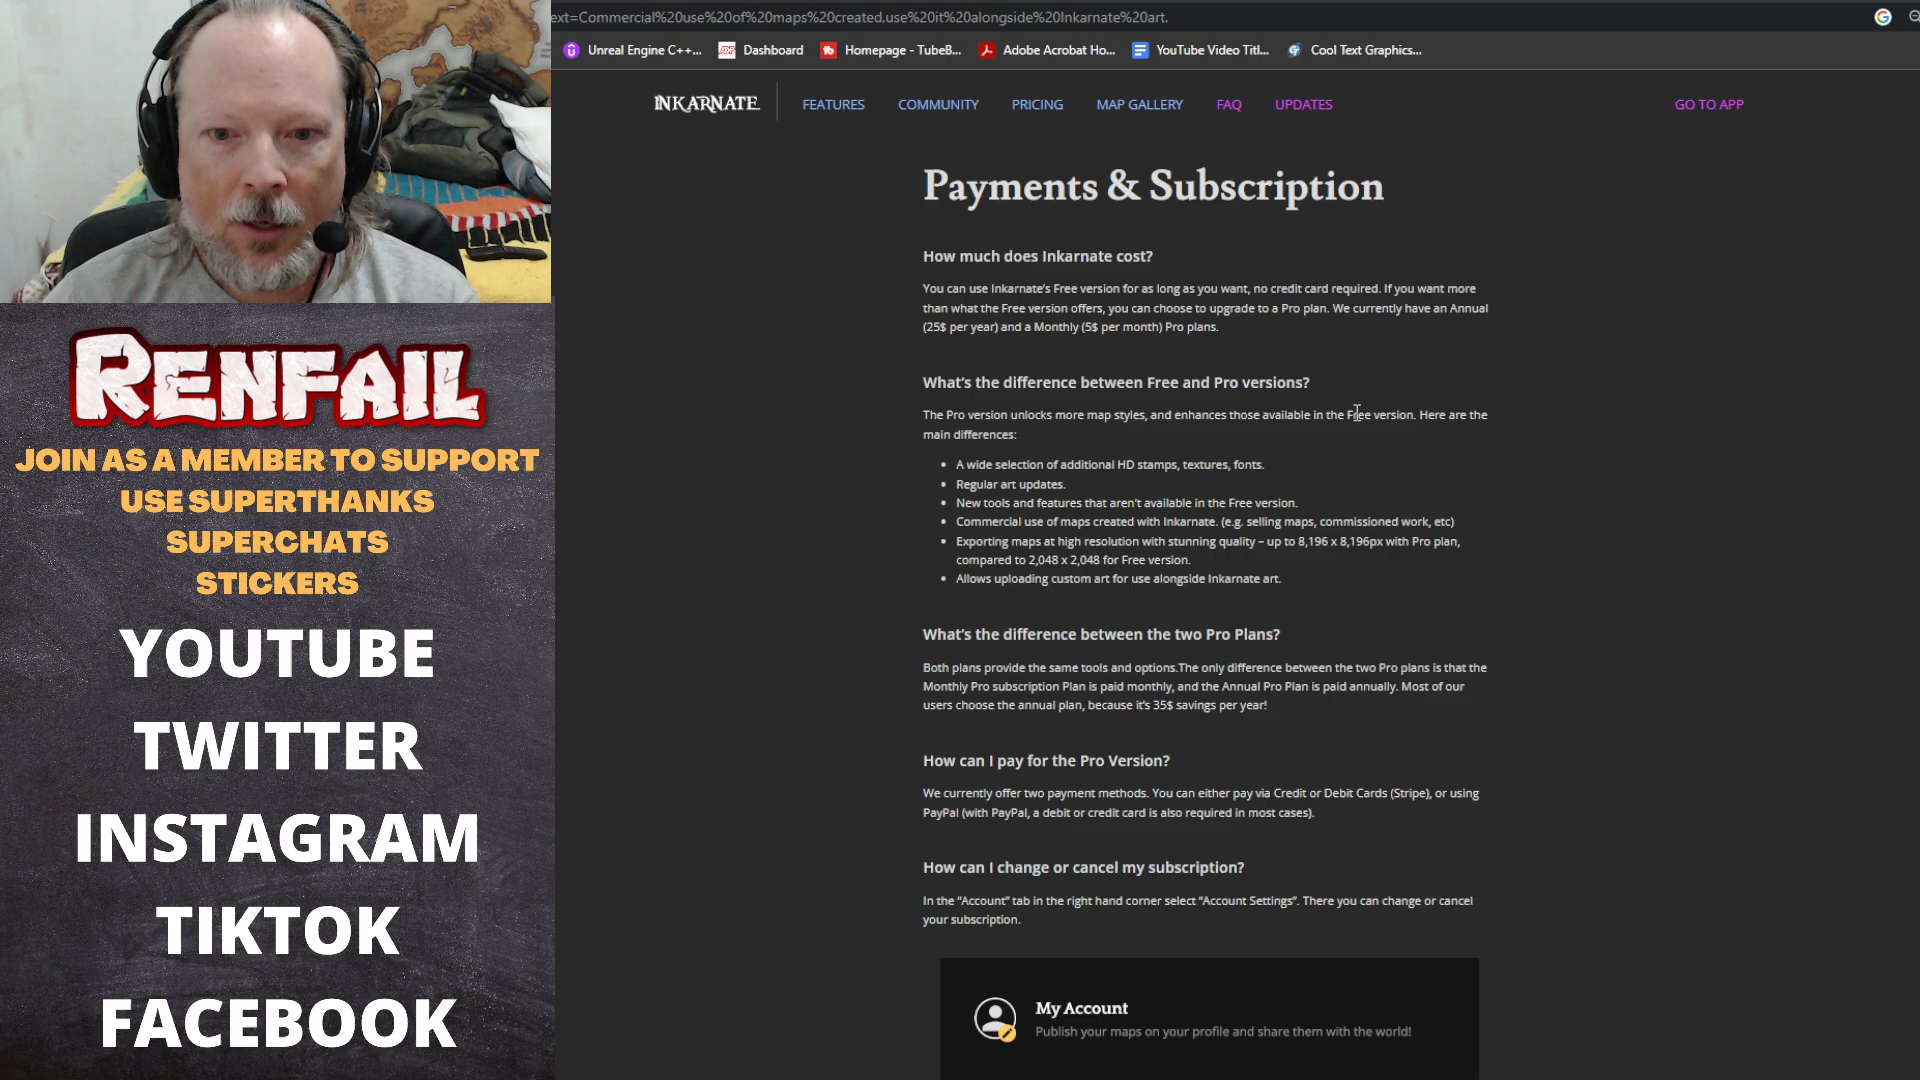 ext=Commercial%20use%20of%20maps%20created,use%20it%20alongside%20Inkarnate%20art.
Unreal Engine C++...
Dashboard
Homepage - TubeB...
Adobe Acrobat Ho...
YouTube Video Titl...
Cool Text Graphics...
INKARNATE
FEATURES
COMMUNITY
PRICING
MAP GALLERY
FAQ
UPDATES
GO TO APP
Payments & Subscription
How much does Inkarnate cost?
You can use Inkarnate's Free version for as long as you want, no credit card required. If you want more
than what the Free version offers, you can choose to upgrade to a Pro plan. We currently have an Annual
(25$ per year) and a Monthly (5$ per month) Pro plans.
What's the difference between Free and Pro versions?
The Pro version unlocks more map styles, and enhances those available in the Free version. Here are the
main differences:
• A wide selection of additional HD stamps, textures, fonts.
• Regular art updates.
• New tools and features that aren't available in the Free version.
• Commercial use of maps created with Inkarnate. (e.g. selling maps, commissioned work, etc)
• Exporting maps at high resolution with stunning quality – up to 8,196 x 8,196px with Pro plan,
compared to 2,048 x 2,048 for Free version.
• Allows uploading custom art for use alongside Inkarnate art.
What's the difference between the two Pro Plans?
Both plans provide the same tools and options.The only difference between the two Pro plans is that the
Monthly Pro subscription Plan is paid monthly, and the Annual Pro Plan is paid annually. Most of our
users choose the annual plan, because it's 35$ savings per year!
How can I pay for the Pro Version?
We currently offer two payment methods. You can either pay via Credit or Debit Cards (Stripe), or using
PayPal (with PayPal, a debit or credit card is also required in most cases).
How can I change or cancel my subscription?
In the “Account” tab in the right hand corner select “Account Settings”. There you can change or cancel
your subscription.
My Account
Publish your maps on your profile and share them with the world!
RENFAIL
JOIN AS A MEMBER TO SUPPORT
USE SUPERTHANKS
SUPERCHATS
STICKERS
YOUTUBE
TWITTER
INSTAGRAM
TIKTOK
FACEBOOK